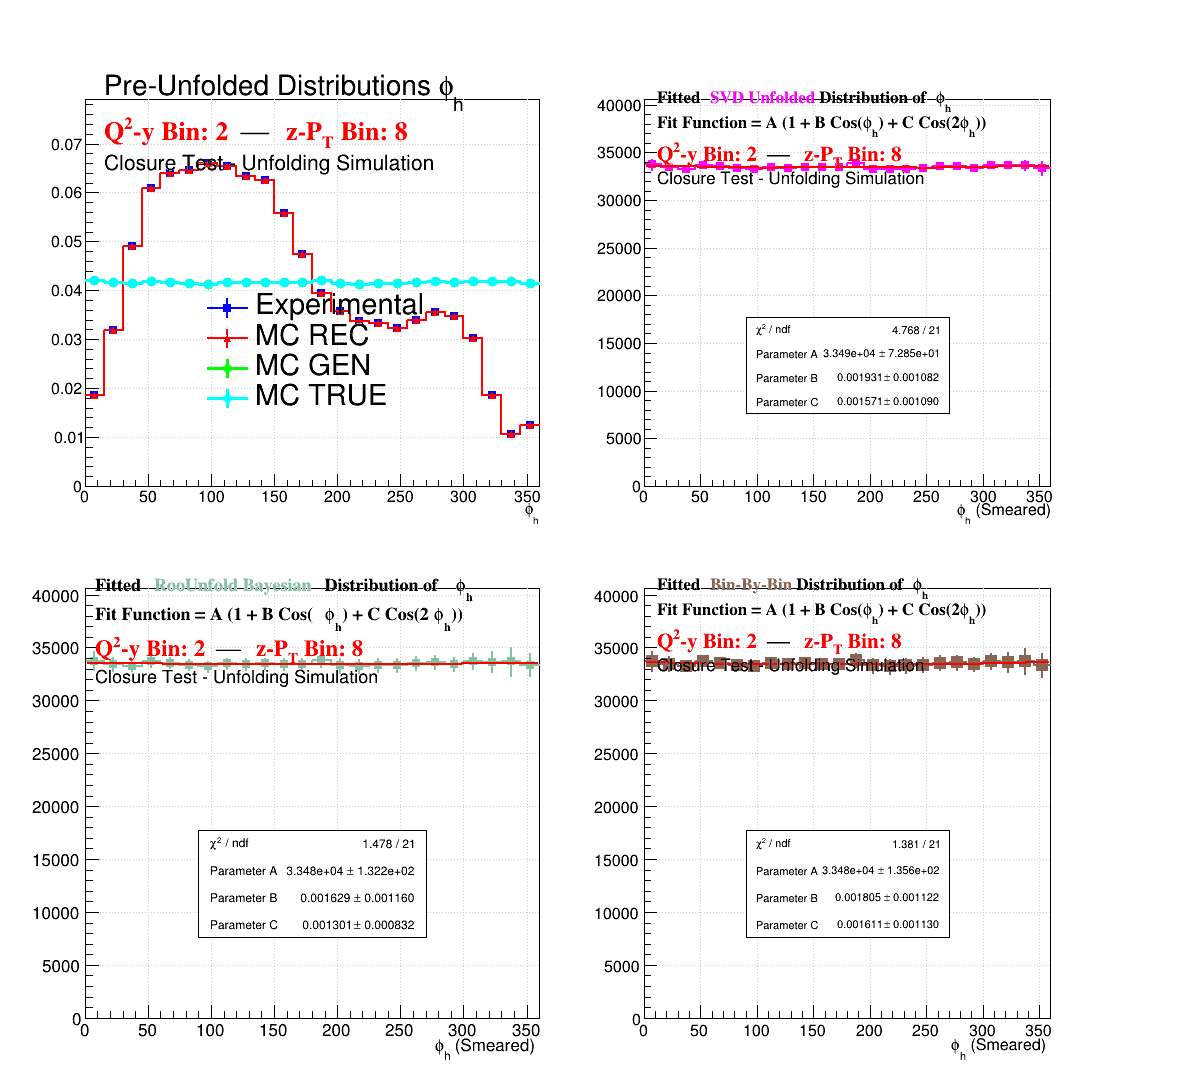 Pre-Unfolded Distributions ϕh
Q²-y Bin: 2 — z-PT Bin: 8
Closure Test - Unfolding Simulation
0.07
0.06
0.05
0.04
0.03
0.02
0.01
0
Experimental
MC REC
MC GEN
MC TRUE
0 50 100 150 200 250 300 350
ϕh
Fitted SVD Unfolded Distribution of ϕh
Fit Function = A (1 + B Cos(ϕh) + C Cos(2ϕh))
Q²-y Bin: 2 — z-PT Bin: 8
Closure Test - Unfolding Simulation
40000
35000
30000
25000
20000
15000
10000
5000
0
χ² / ndf 4.768 / 21
Parameter A 3.349e+04 ± 7.285e+01
Parameter B 0.001931 ± 0.001082
Parameter C 0.001571 ± 0.001090
0 50 100 150 200 250 300 350
ϕh (Smeared)
Fitted RooUnfold Bayesian Distribution of ϕh
Fit Function = A (1 + B Cos( ϕh) + C Cos(2 ϕh))
Q²-y Bin: 2 — z-PT Bin: 8
Closure Test - Unfolding Simulation
40000
35000
30000
25000
20000
15000
10000
5000
0
χ² / ndf 1.478 / 21
Parameter A 3.348e+04 ± 1.322e+02
Parameter B 0.001629 ± 0.001160
Parameter C 0.001301 ± 0.000832
0 50 100 150 200 250 300 350
ϕh (Smeared)
Fitted Bin-By-Bin Distribution of ϕh
Fit Function = A (1 + B Cos(ϕh) + C Cos(2ϕh))
Q²-y Bin: 2 — z-PT Bin: 8
Closure Test - Unfolding Simulation
40000
35000
30000
25000
20000
15000
10000
5000
0
χ² / ndf 1.381 / 21
Parameter A 3.348e+04 ± 1.356e+02
Parameter B 0.001805 ± 0.001122
Parameter C 0.001611 ± 0.001130
0 50 100 150 200 250 300 350
ϕh (Smeared)